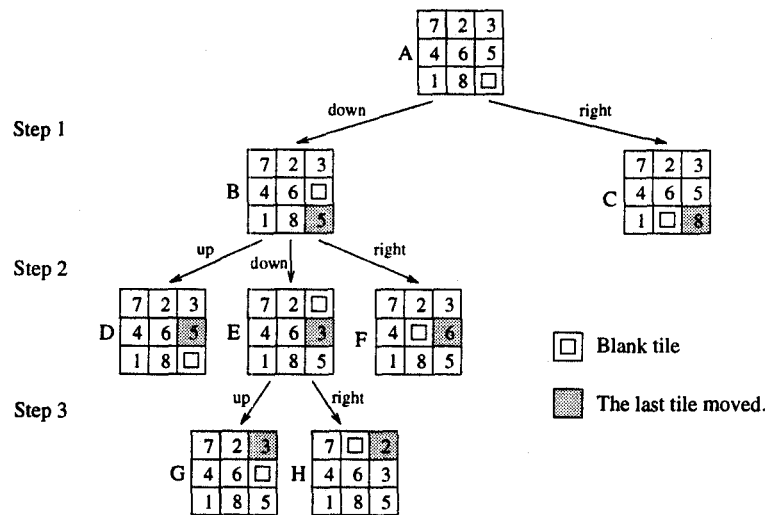 7 2 3
A 4 6 5
1 8
down right
Step 1
7 2 3
B 4 6
1 8 5
7 2 3
C 4 6 5
1 8
up down right
Step 2
7 2 3
D 4 6 5
1 8
7 2
E 4 6 3
1 8 5
7 2 3
F 4 6
1 8 5
Blank tile
The last tile moved.
up right
Step 3
7 2 3
G 4 6
1 8 5
7 2
H 4 6 3
1 8 5